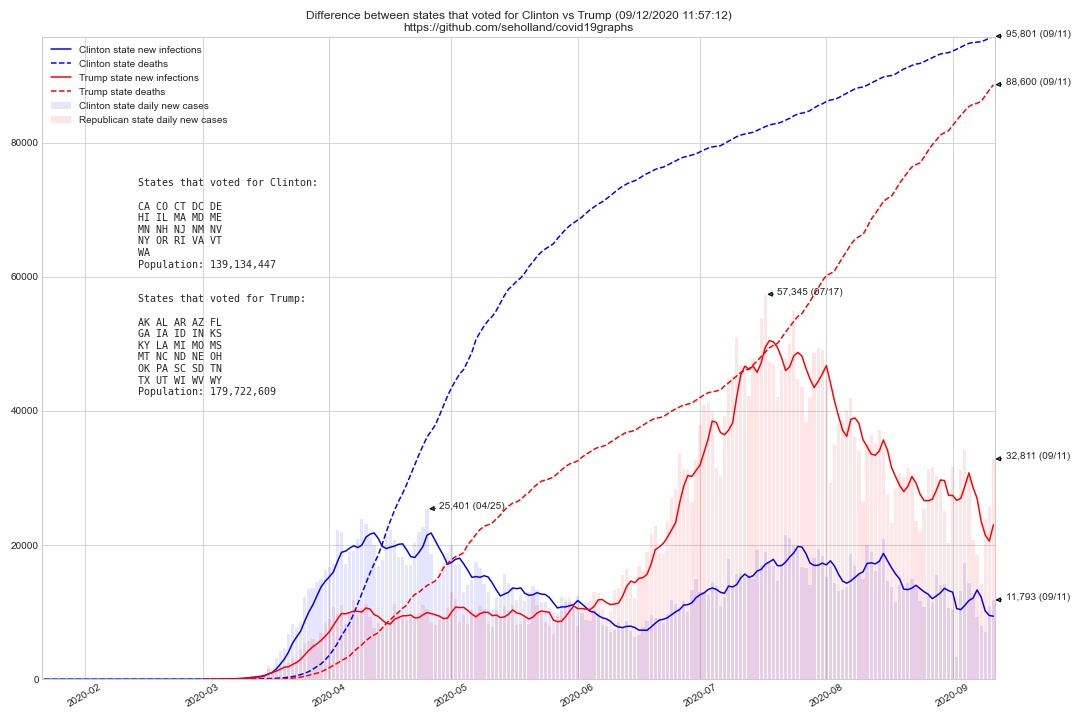 Difference between states that voted for Clinton vs Trump (09/12/2020 11:57:12)
https://github.com/seholland/covid19graphs
Clinton state new infections
Clinton state deaths
Trump state new infections
Trump state deaths
Clinton state daily new cases
Republican state daily new cases
95,801 (09/11)
88,600 (09/11)
80000
States that voted for Clinton:
CA CO CT DC DE
HI IL MA MD ME
MN NH NJ NM NV
NY OR RI VA VT
WA
Population: 139,134,447
60000
57,345 (07/17)
States that voted for Trump:
AK AL AR AZ FL
GA IA ID IN KS
KY LA MI MO MS
MT NC ND NE OH
OK PA SC SD TN
TX UT WI WV WY
Population: 179,722,609
40000
32,811 (09/11)
25,401 (04/25)
20000
11,793 (09/11)
0
2020-02
2020-03
2020-04
2020-05
2020-06
2020-07
2020-08
2020-09